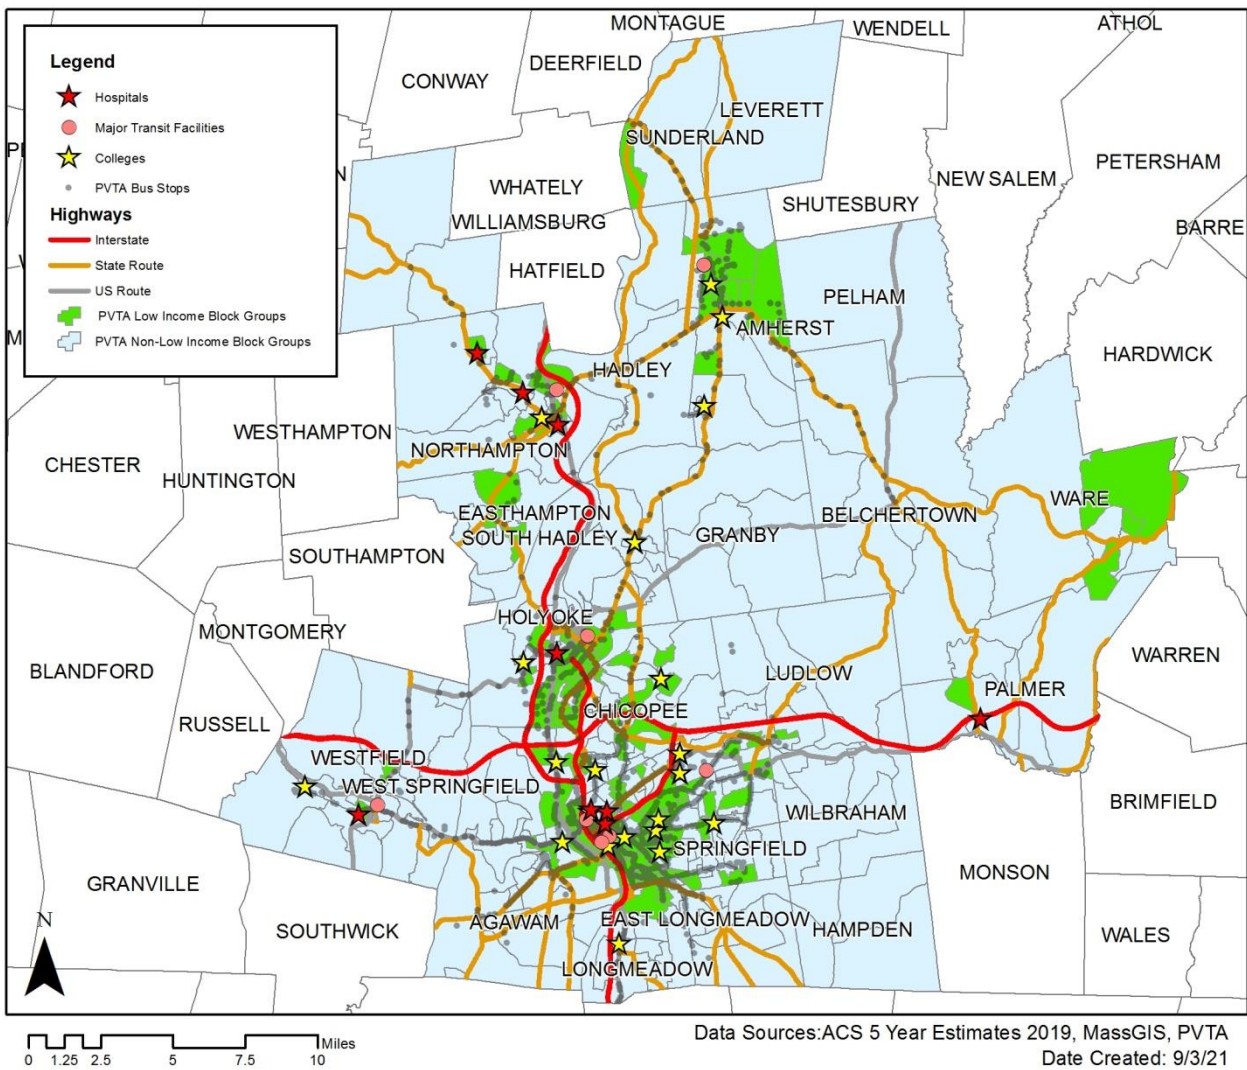 MONTAGUE
WENDELL
ATHOL
Legend
Hospitals
Major Transit Facilities
Colleges
PVTA Bus Stops
Highways
Interstate
State Route
US Route
PVTA Low Income Block Groups
PVTA Non-Low Income Block Groups
DEERFIELD
CONWAY
LEVERETT
SUNDERLAND
PETERSHAM
NEW SALEM
WHATELY
SHUTESBURY
WILLIAMSBURG
BARRE
HATFIELD
PELHAM
AMHERST
HARDWICK
HADLEY
WESTHAMPTON
NORTHAMPTON
CHESTER
HUNTINGTON
WARE
EASTHAMPTON
BELCHERTOWN
SOUTH HADLEY
GRANBY
SOUTHAMPTON
HOLYOKE
MONTGOMERY
WARREN
BLANDFORD
LUDLOW
PALMER
CHICOPEE
RUSSELL
WESTFIELD
WEST SPRINGFIELD
BRIMFIELD
WILBRAHAM
SPRINGFIELD
MONSON
GRANVILLE
EAST LONGMEADOW
AGAWAM
HAMPDEN
SOUTHWICK
WALES
LONGMEADOW
N
Miles
0 1.25 2.5 5 7.5 10
Data Sources:ACS 5 Year Estimates 2019, MassGIS, PVTA
Date Created: 9/3/21